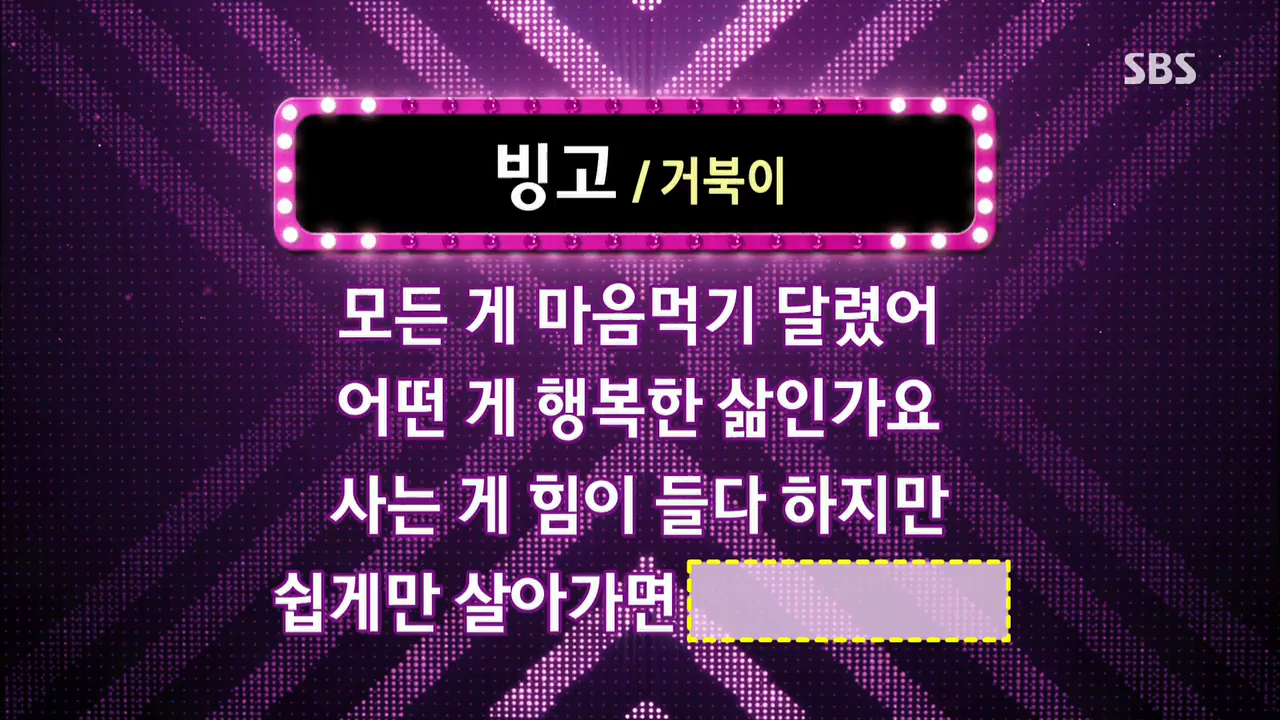 SBS
빙고 / 거북이
모든 게 마음먹기 달렸어
어떤 게 행복한 삶인가요
사는 게 힘이 들다 하지만
쉽게만 살아가면